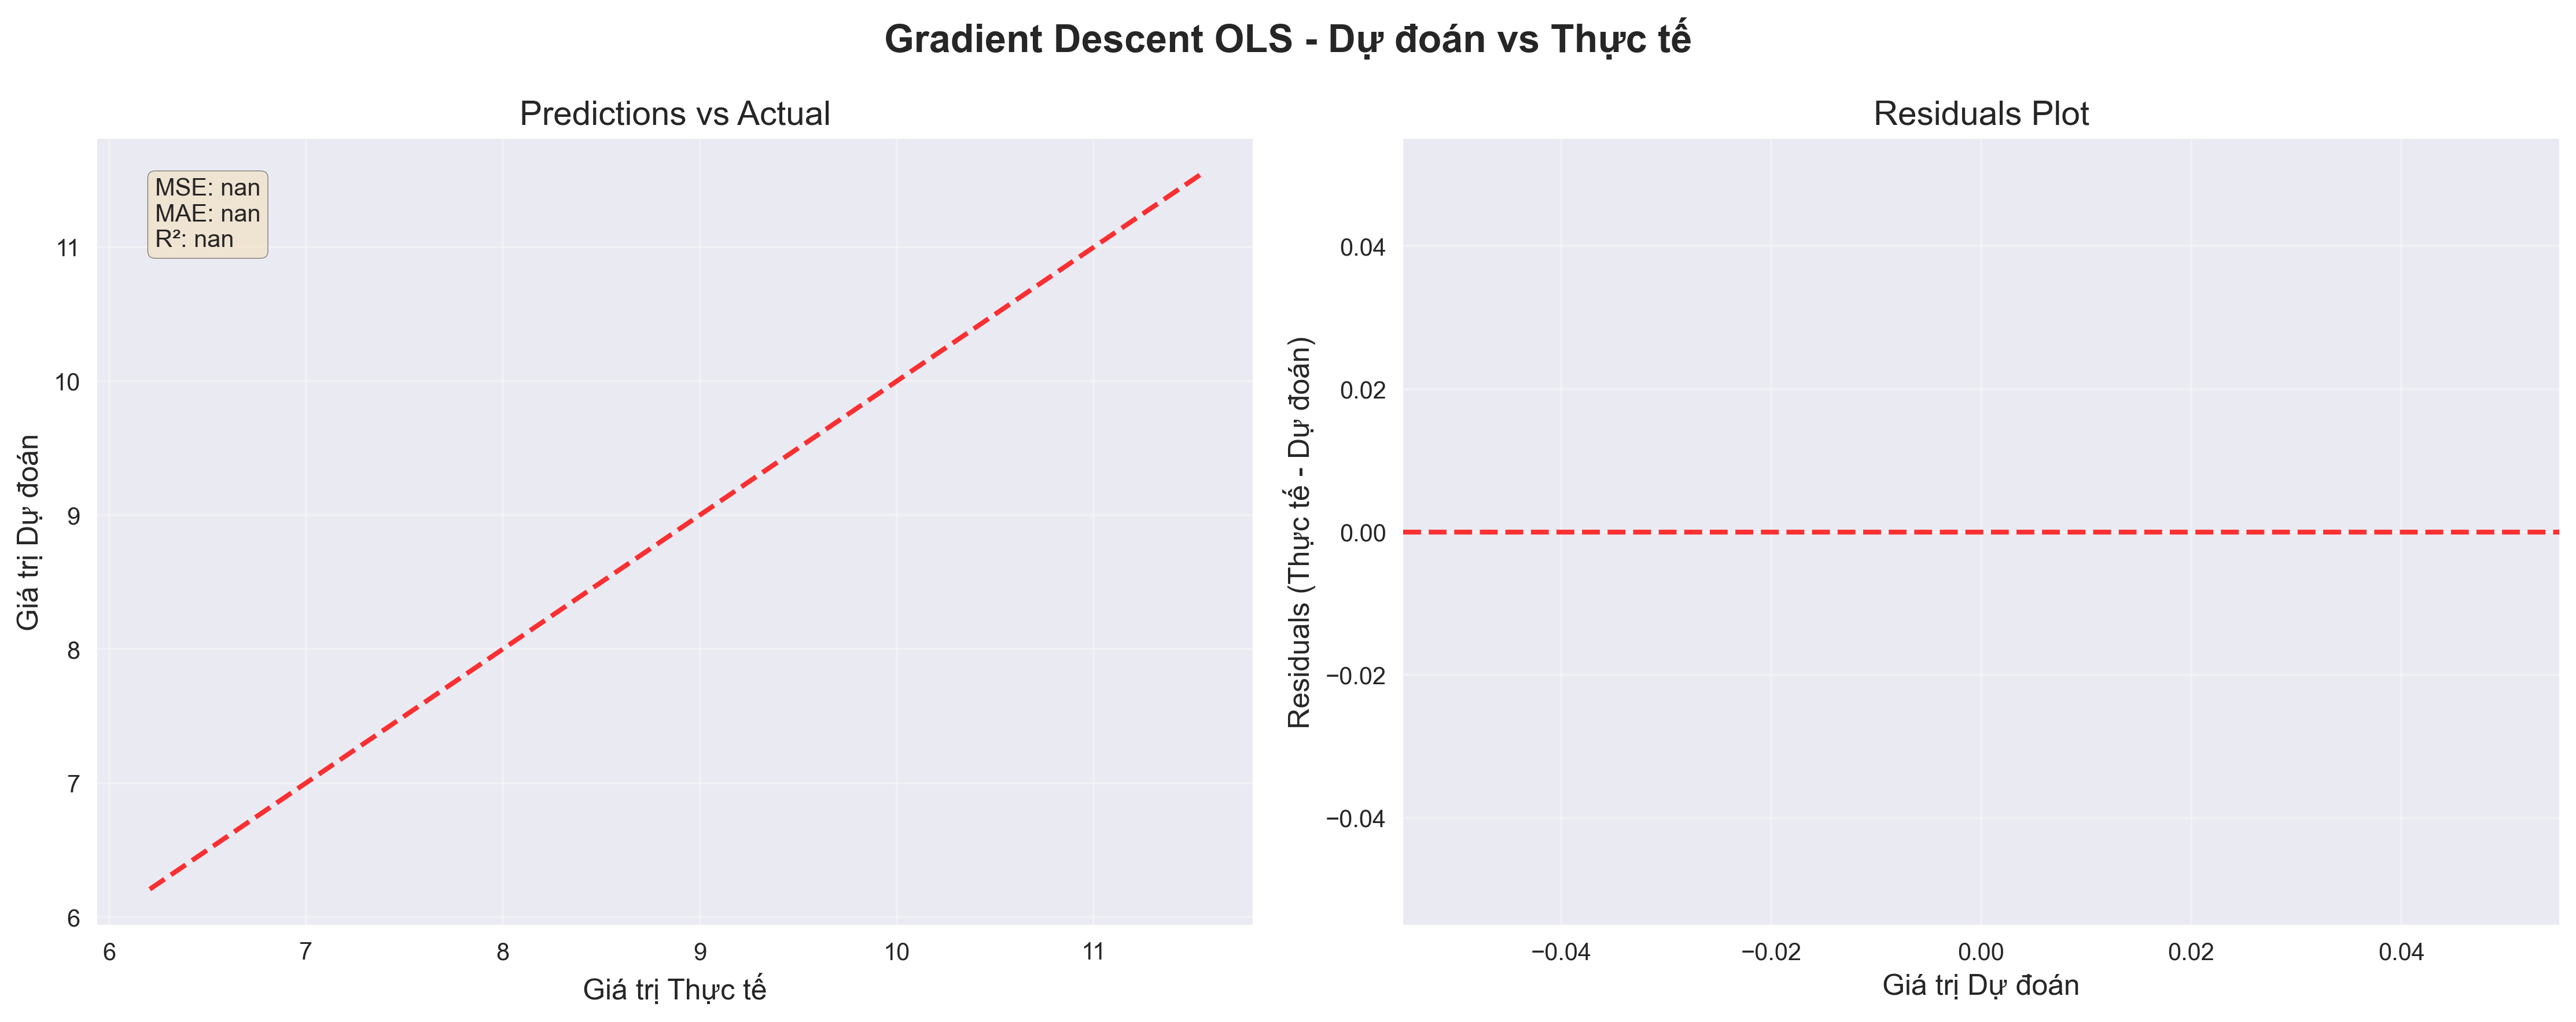 Gradient Descent OLS - Dự đoán vs Thực tế
Predictions vs Actual
MSE: nan
MAE: nan
R²: nan
Giá trị Dự đoán
11
10
9
8
7
6
6 7 8 9 10 11
Giá trị Thực tế
Residuals Plot
Residuals (Thực tế - Dự đoán)
0.04
0.02
0.00
−0.02
−0.04
−0.04 −0.02 0.00 0.02 0.04
Giá trị Dự đoán